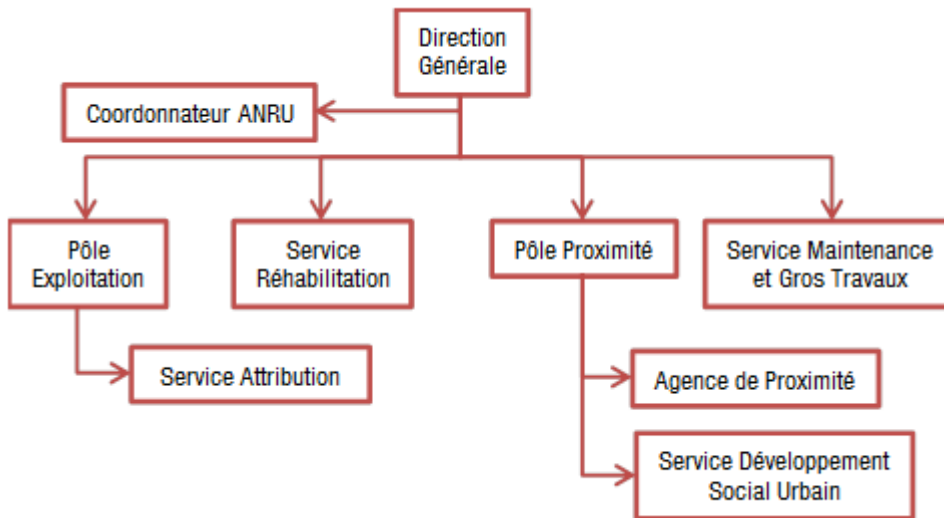 Direction
Générale
Coordonnateur ANRU
Pôle
Exploitation
Service
Réhabilitation
Pôle Proximité
Service Maintenance
et Gros Travaux
Service Attribution
Agence de Proximité
Service Développement
Social Urbain